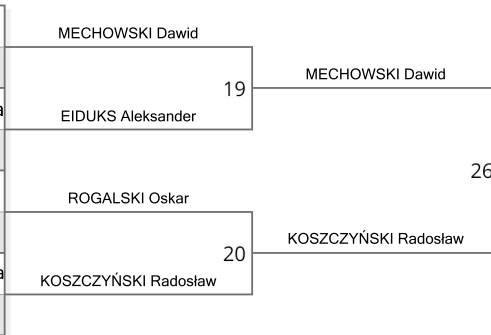 MECHOWSKI Dawid
19
MECHOWSKI Dawid
EIDUKS Aleksander
26
ROGALSKI Oskar
20
KOSZCZYŃSKI Radosław
KOSZCZYŃSKI Radosław